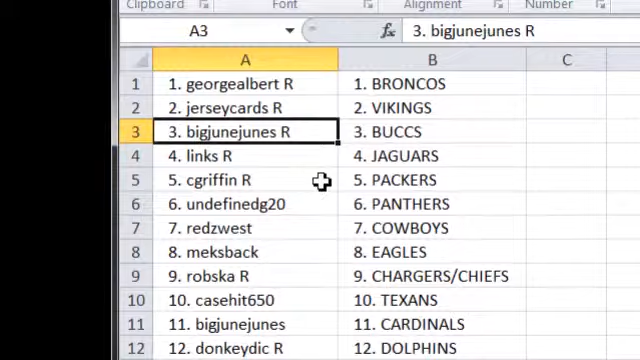 Clipboard Font Alignment Number
A3 fx 3. bigjunejunes R
A B C
1 1. georgealbert R 1. BRONCOS
2 2. jerseycards R 2. VIKINGS
3 3. bigjunejunes R 3. BUCCS
4 4. links R 4. JAGUARS
5 5. cgriffin R 5. PACKERS
6 6. undefinedg20 6. PANTHERS
7 7. redzwest 7. COWBOYS
8 8. meksback 8. EAGLES
9 9. robska R 9. CHARGERS/CHIEFS
10 10. casehit650 10. TEXANS
11 11. bigjunejunes 11. CARDINALS
12 12. donkeydic R 12. DOLPHINS